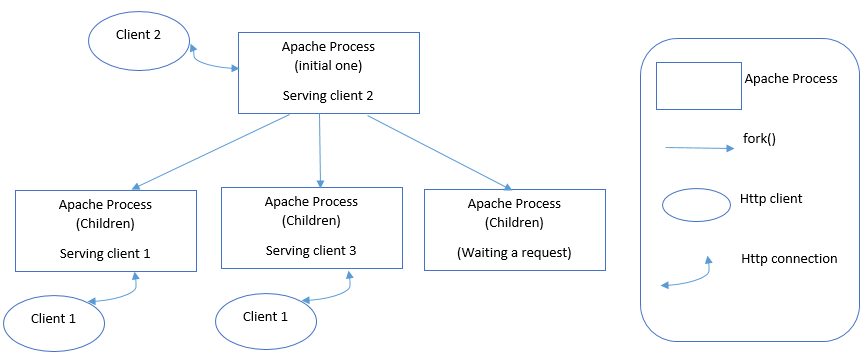 Client 2
Apache Process
(initial one)
Serving client 2
Apache Process
(Children)
Serving client 1
Apache Process
(Children)
Serving client 3
Apache Process
(Children)
(Waiting a request)
Client 1
Client 1
Apache Process
fork()
Http client
Http connection